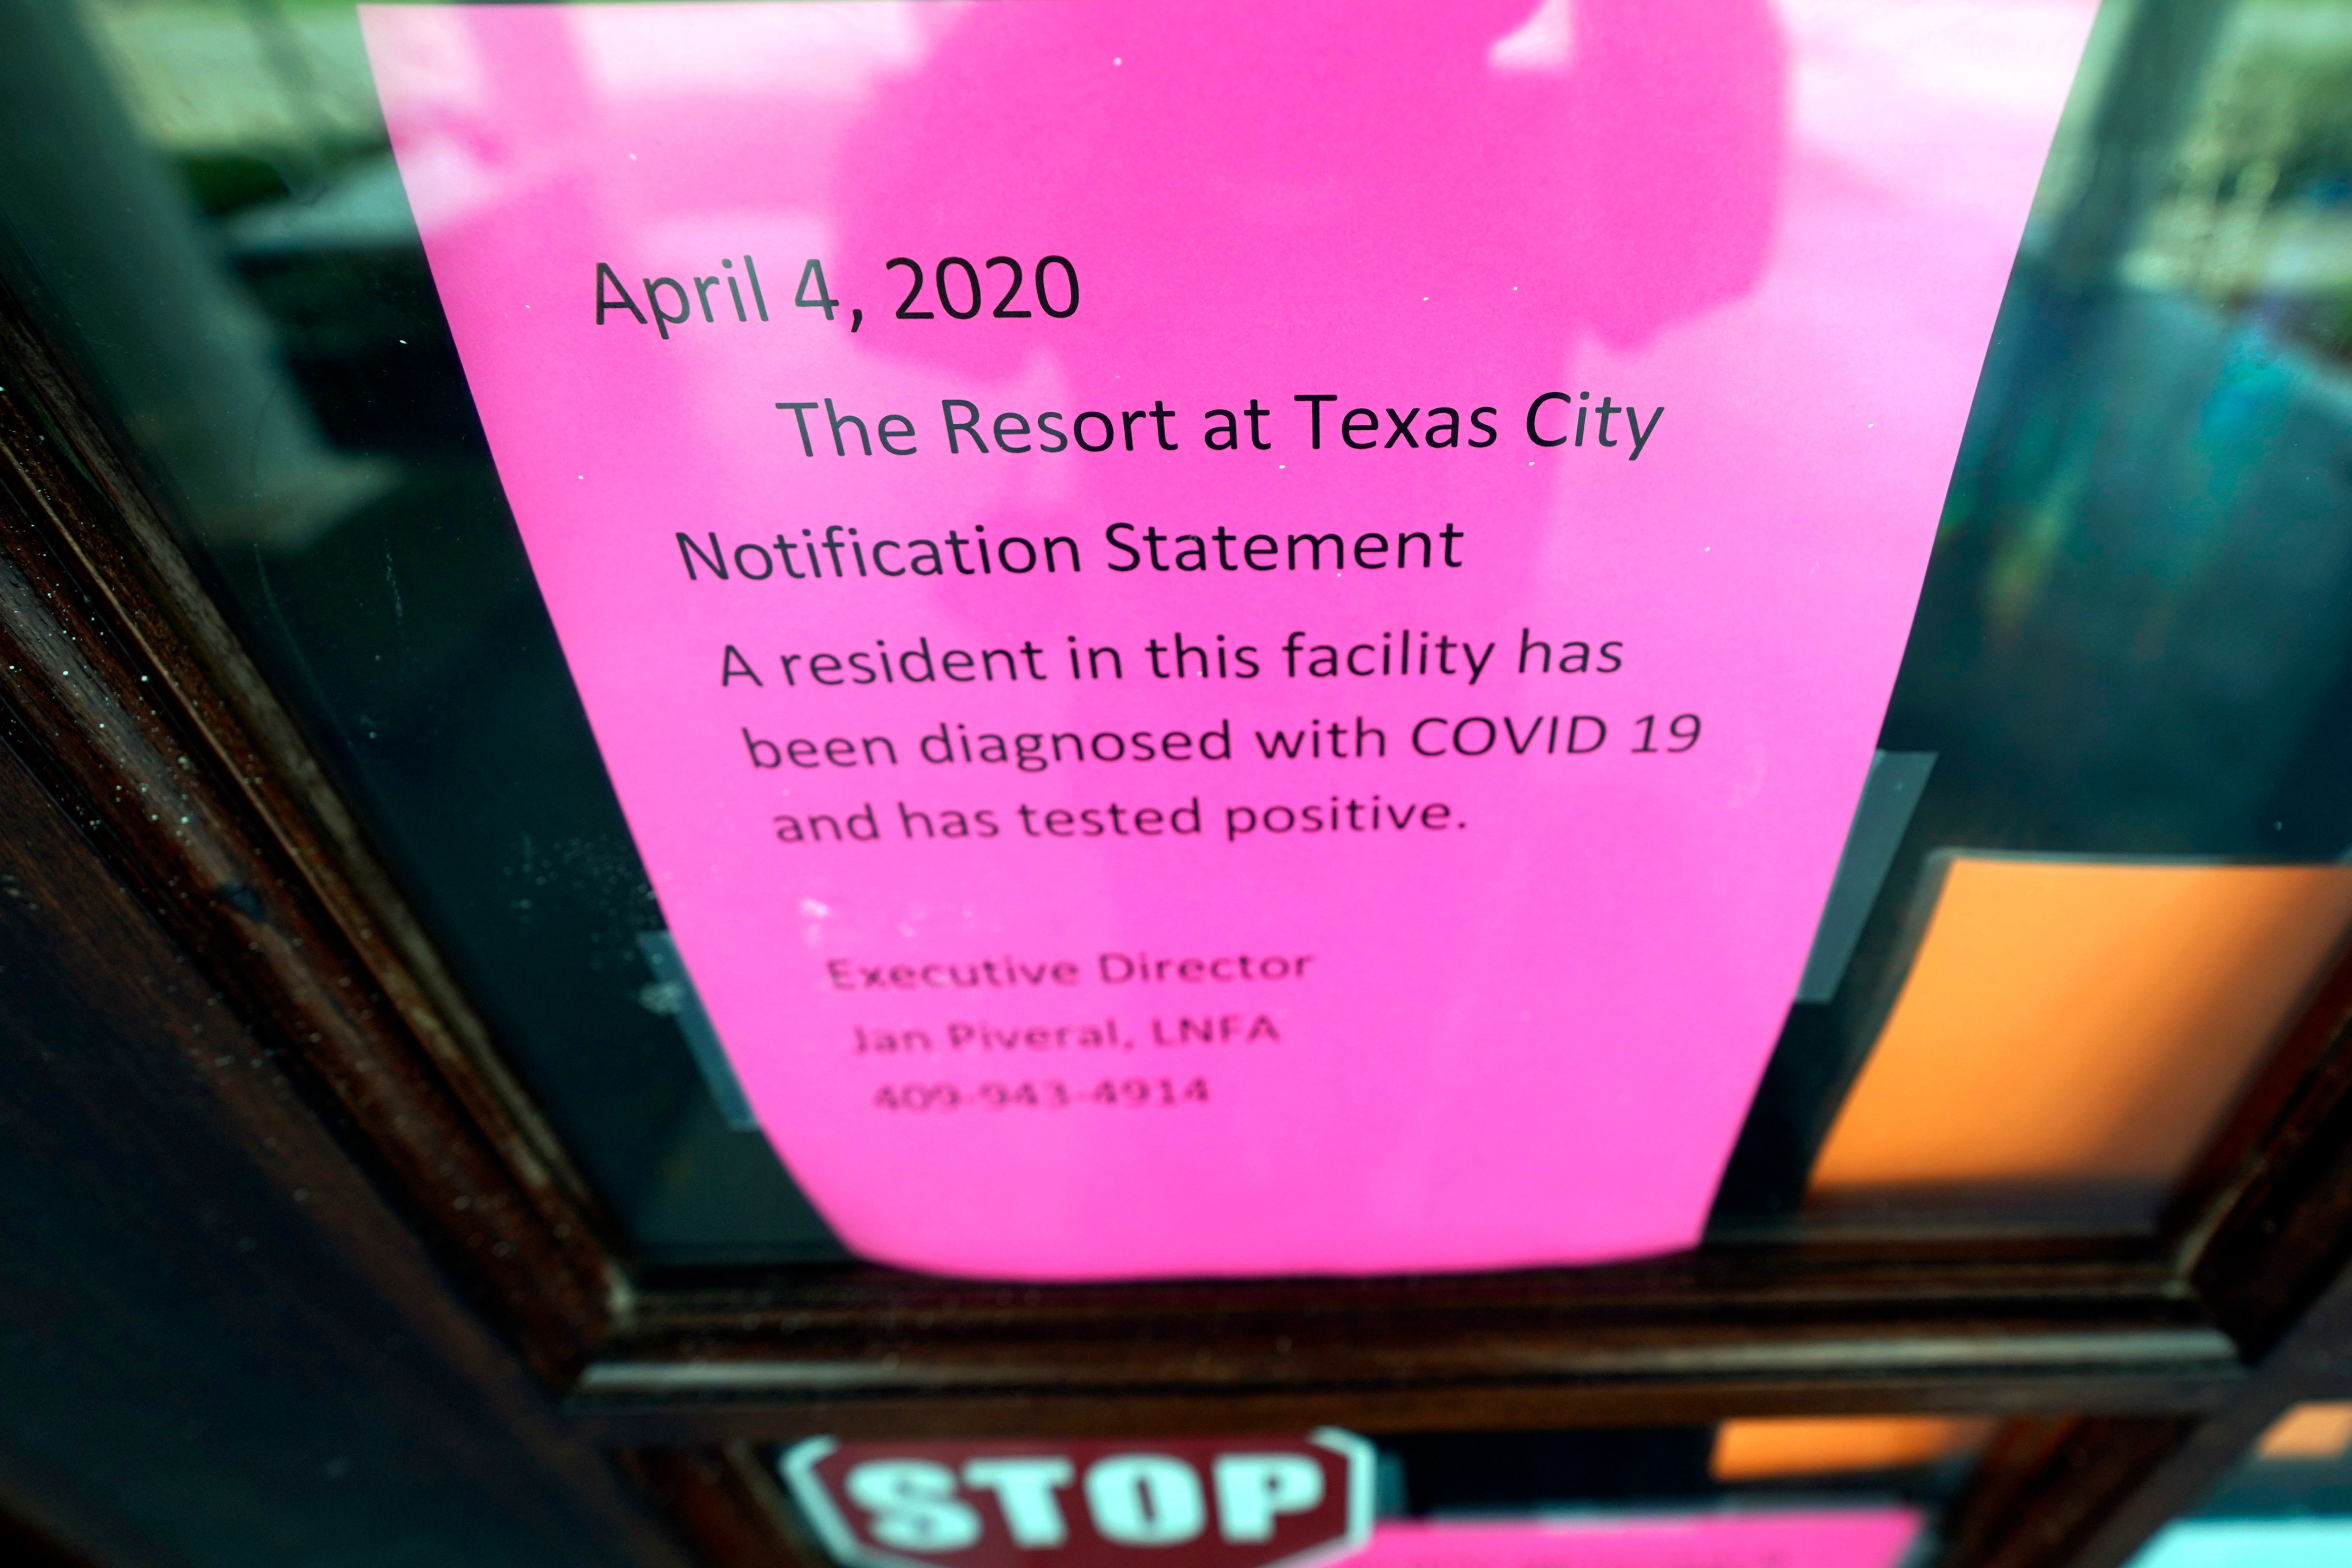 April 4, 2020
The Resort at Texas City
Notification Statement
A resident in this facility has
been diagnosed with COVID 19
and has tested positive.
Executive Director
Jan Piveral, LNFA
409-943-4914
STOP